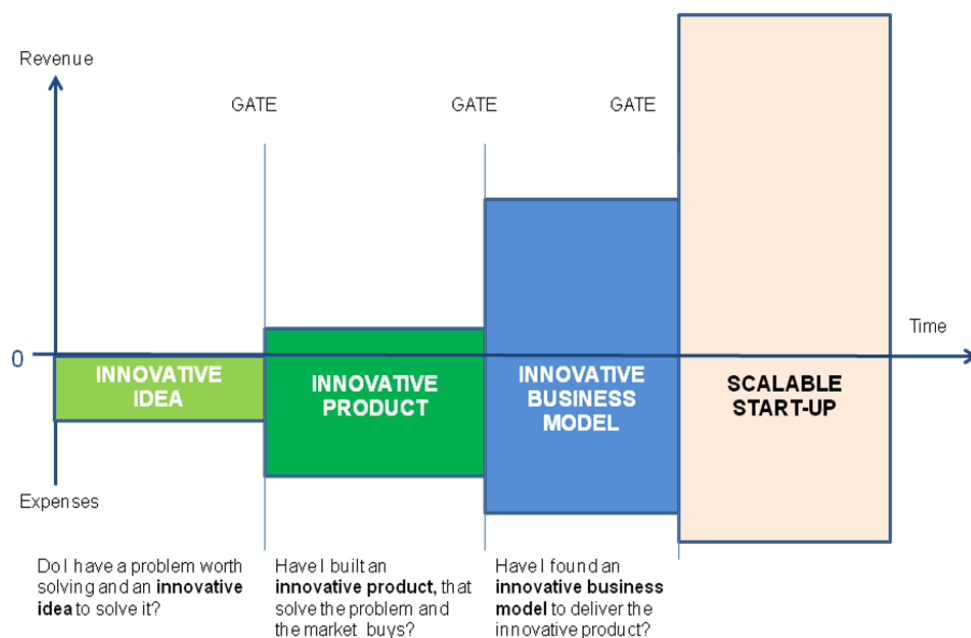 Revenue
GATE
GATE
GATE
Time
0
INNOVATIVE
IDEA
INNOVATIVE
PRODUCT
INNOVATIVE
BUSINESS
MODEL
SCALABLE
START-UP
Expenses
Do I have a problem worth
solving and an innovative
idea to solve it?
Have I built an
innovative product, that
solve the problem and
the market buys?
Have I found an
innovative business
model to deliver the
innovative product?